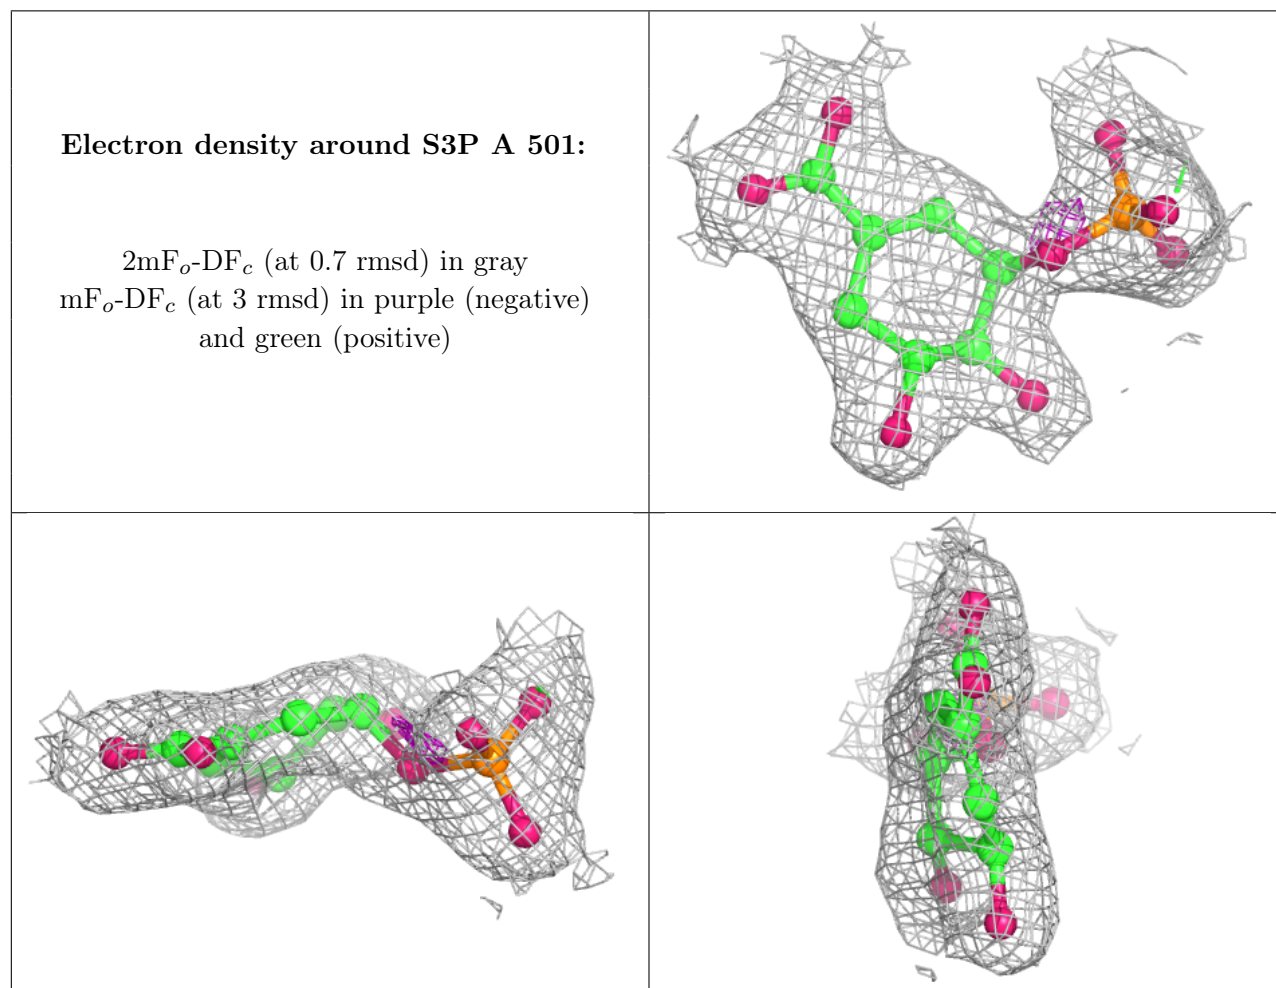 Electron density around S3P A 501:
2mFo-DFc (at 0.7 rmsd) in gray
mFo-DFc (at 3 rmsd) in purple (negative)
and green (positive)